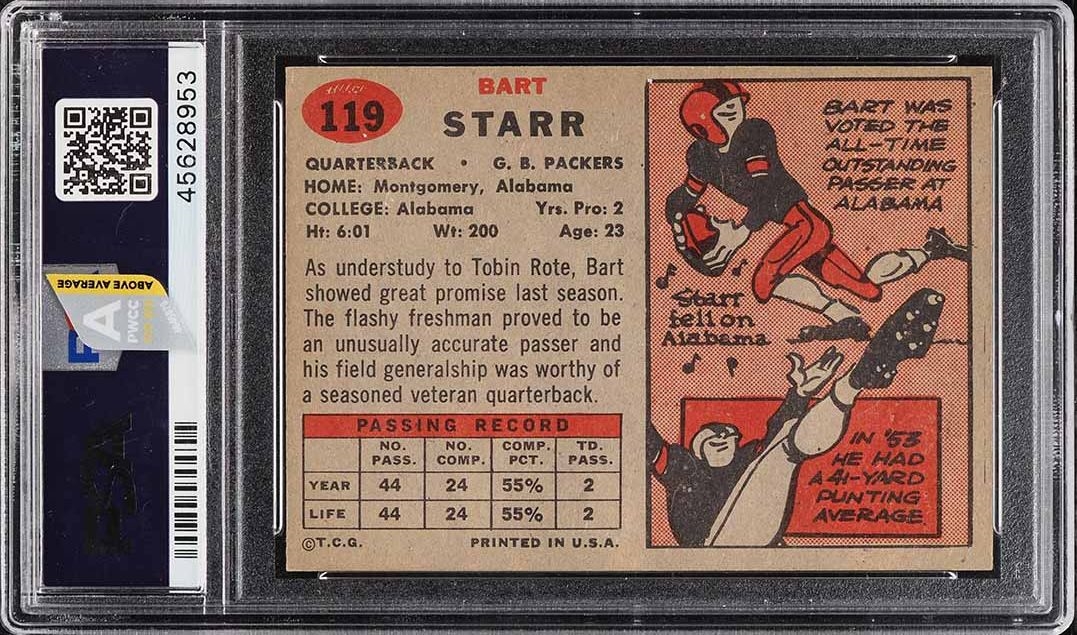 45628953
ABOVE AVERAGE
A
PWCC
PSA
119
BART
STARR
QUARTERBACK • G. B. PACKERS
HOME: Montgomery, Alabama
COLLEGE: Alabama Yrs. Pro: 2
Ht: 6:01 Wt: 200 Age: 23
As understudy to Tobin Rote, Bart
showed great promise last season.
The flashy freshman proved to be
an unusually accurate passer and
his field generalship was worthy of
a seasoned veteran quarterback.
PASSING RECORD
NO. PASS. NO. COMP. COMP. PCT. TD. PASS.
YEAR 44 24 55% 2
LIFE 44 24 55% 2
©T.C.G. PRINTED IN U.S.A.
BART WAS
VOTED THE
ALL-TIME
OUTSTANDING
PASSER AT
ALABAMA
Starr
fell on
Alabama
IN '53
HE HAD
A 41-YARD
PUNTING
AVERAGE